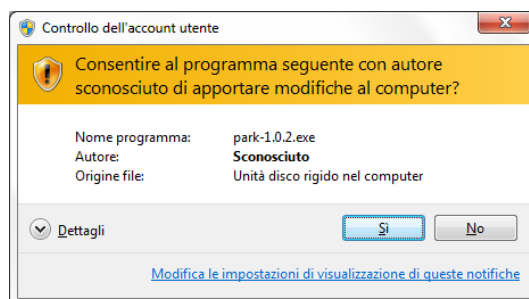 Controllo dell'account utente
Consentire al programma seguente con autore
sconosciuto di apportare modifiche al computer?
Nome programma: park-1.0.2.exe
Autore: Sconosciuto
Origine file: Unità disco rigido nel computer
Dettagli Sì No
Modifica le impostazioni di visualizzazione di queste notifiche